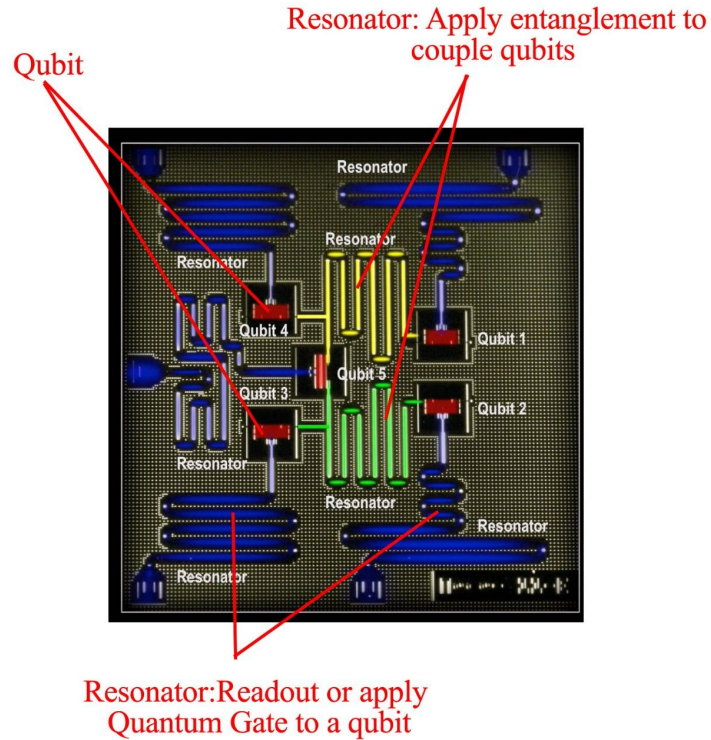 Resonator: Apply entanglement to
couple qubits
Qubit
Resonator
Resonator
Resonator
Qubit 4
Qubit 1
Qubit 5
Qubit 3
Qubit 2
Resonator
Resonator
Resonator
Resonator
Resonator:Readout or apply
Quantum Gate to a qubit